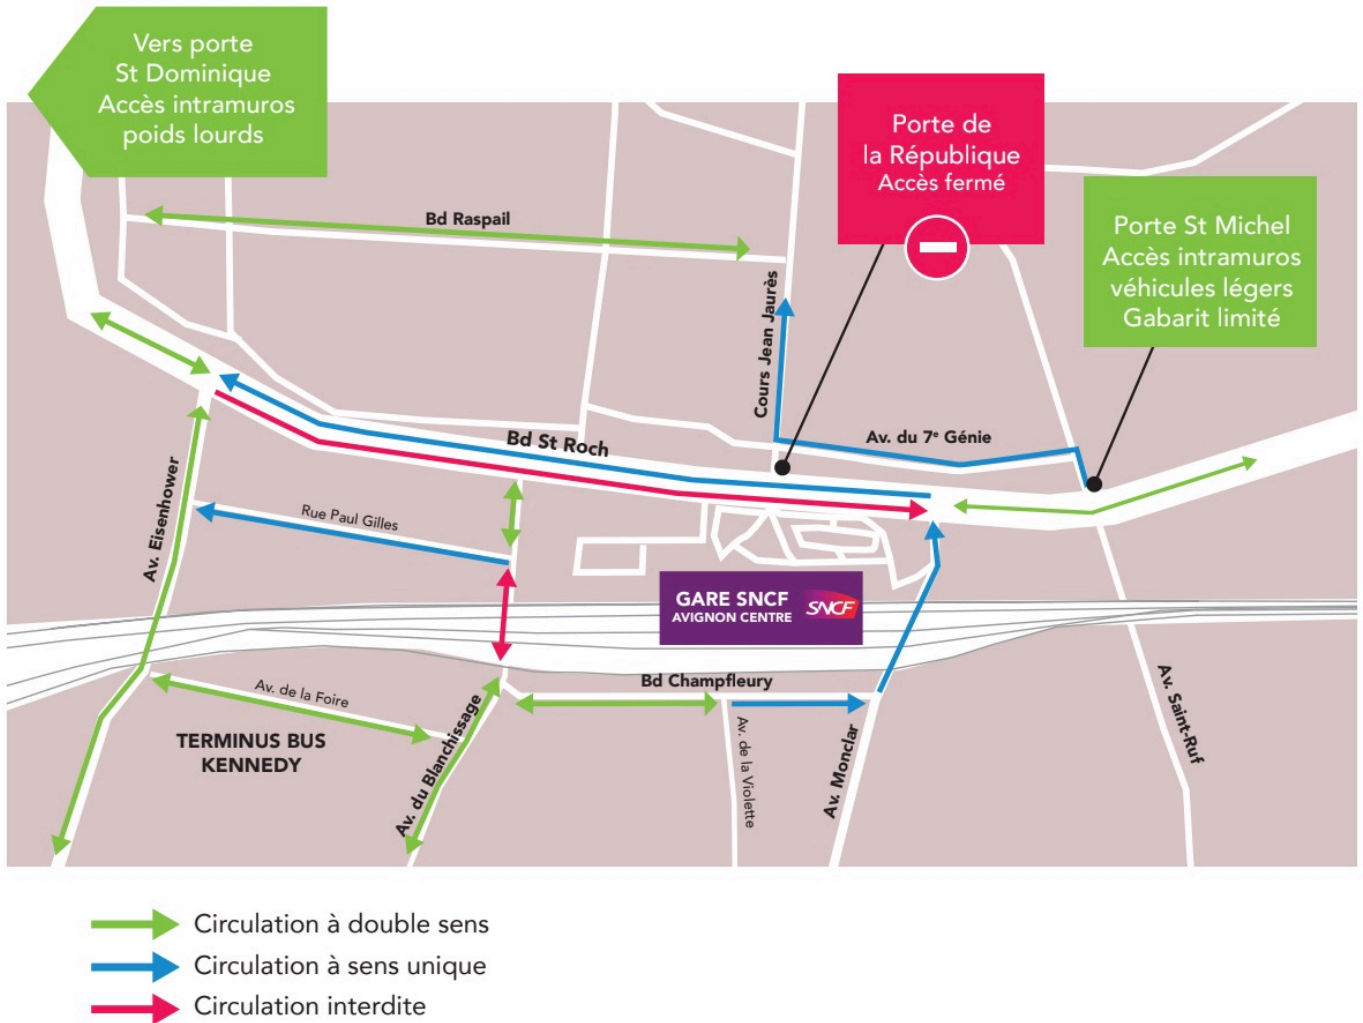 Vers porte
St Dominique
Accès intramuros
poids lourds
Porte de
la République
Accès fermé
Porte St Michel
Accès intramuros
véhicules légers
Gabarit limité
Bd Raspail
Cours Jean Jaurès
Av. du 7e Génie
Bd St Roch
Av. Eisenhower
Rue Paul Gilles
GARE SNCF
AVIGNON CENTRE
SNCF
Bd Champfleury
Av. de la Foire
TERMINUS BUS
KENNEDY
Av. du Blanchissage
Av. de la Violette
Av. Monclar
Av. Saint-Ruf
Circulation à double sens
Circulation à sens unique
Circulation interdite